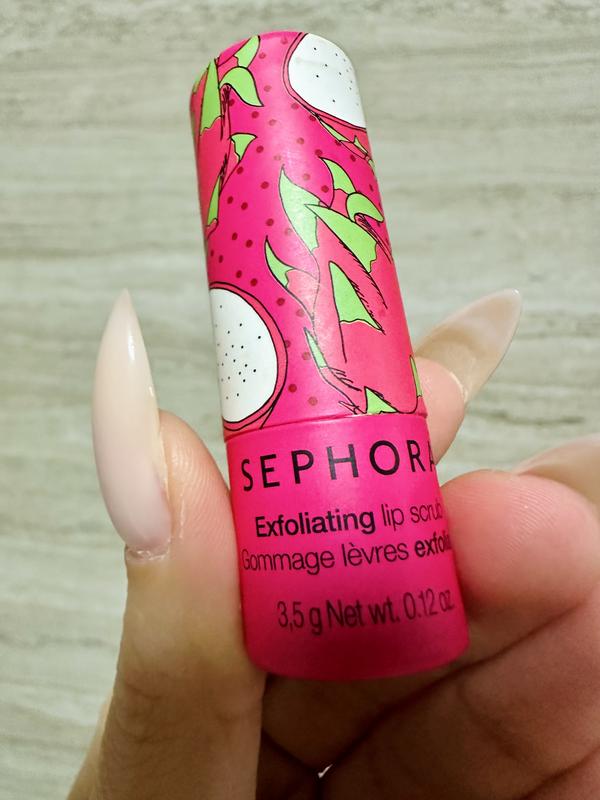 SEPHORA
Exfoliating lip scrub
Gommage lèvres
3,5 g Net wt. 0.12 oz.